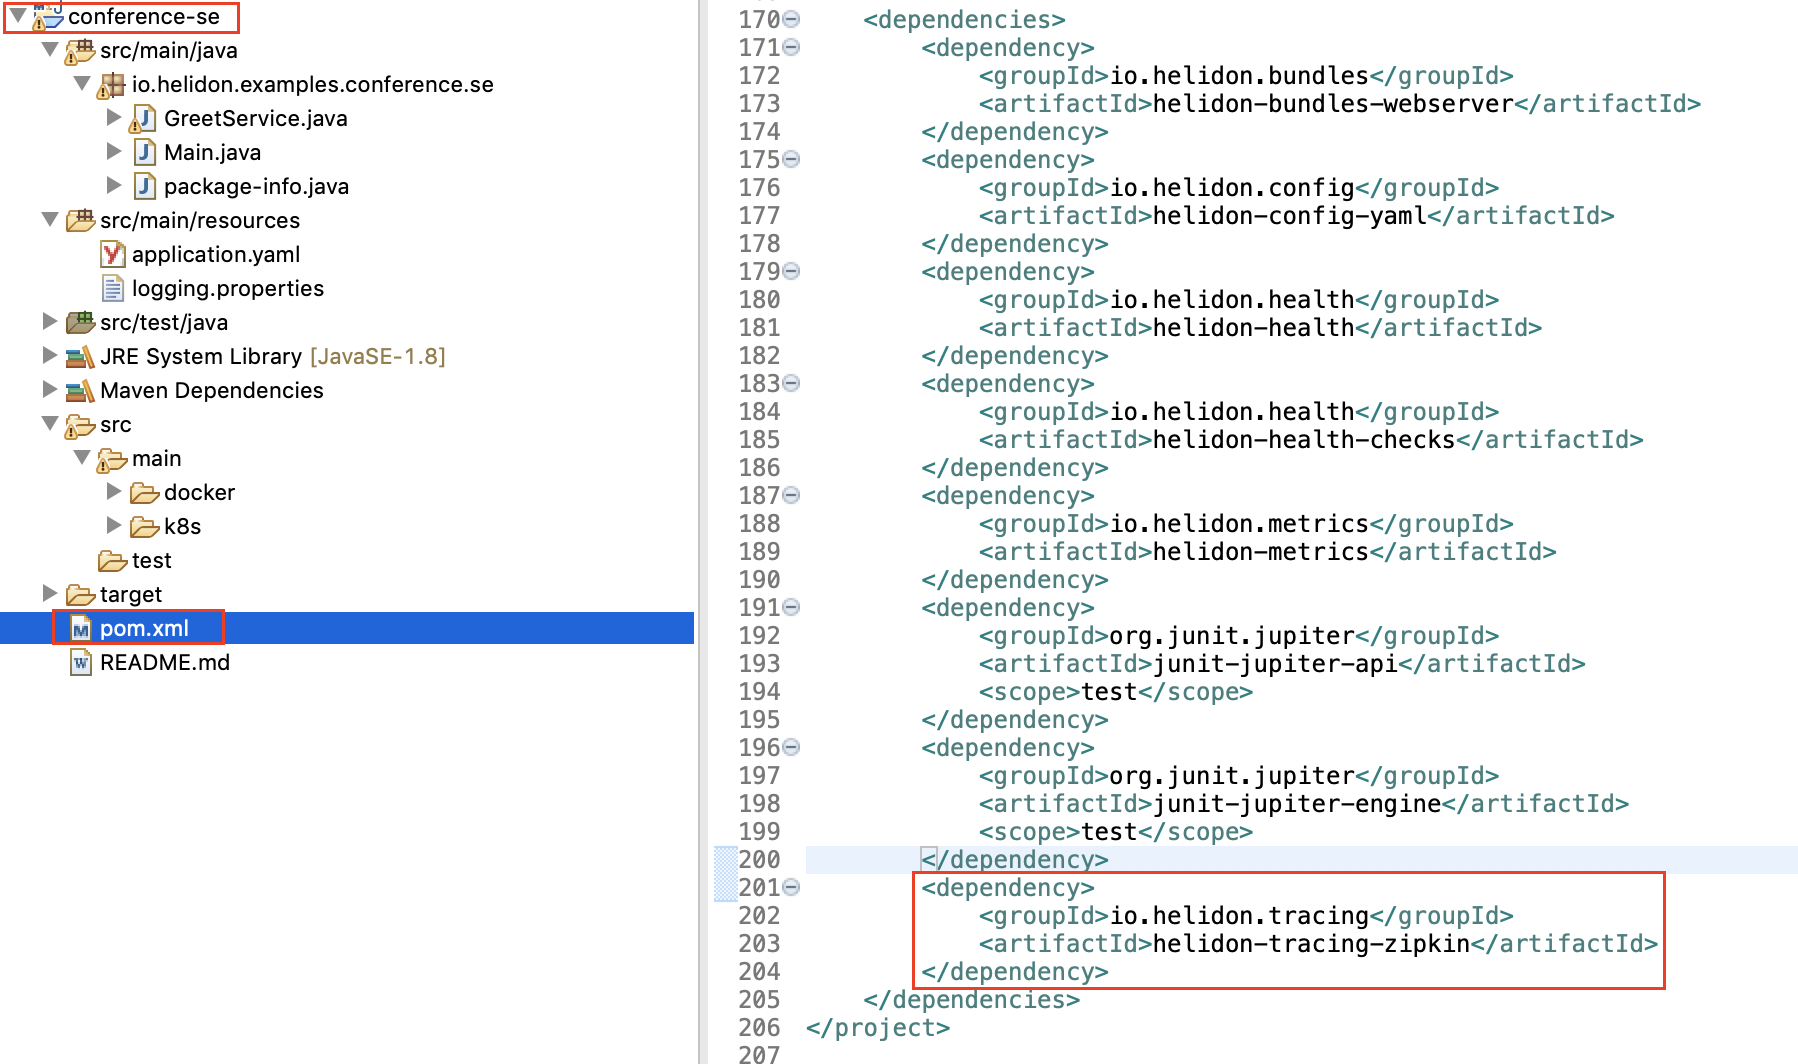 conference-se
src/main/java
io.helidon.examples.conference.se
GreetService.java
Main.java
package-info.java
src/main/resources
application.yaml
logging.properties
src/test/java
JRE System Library [JavaSE-1.8]
Maven Dependencies
src
main
docker
k8s
test
target
pom.xml
README.md
170 <dependencies>
171 <dependency>
172 <groupId>io.helidon.bundles</groupId>
173 <artifactId>helidon-bundles-webserver</artifactId>
174 </dependency>
175 <dependency>
176 <groupId>io.helidon.config</groupId>
177 <artifactId>helidon-config-yaml</artifactId>
178 </dependency>
179 <dependency>
180 <groupId>io.helidon.health</groupId>
181 <artifactId>helidon-health</artifactId>
182 </dependency>
183 <dependency>
184 <groupId>io.helidon.health</groupId>
185 <artifactId>helidon-health-checks</artifactId>
186 </dependency>
187 <dependency>
188 <groupId>io.helidon.metrics</groupId>
189 <artifactId>helidon-metrics</artifactId>
190 </dependency>
191 <dependency>
192 <groupId>org.junit.jupiter</groupId>
193 <artifactId>junit-jupiter-api</artifactId>
194 <scope>test</scope>
195 </dependency>
196 <dependency>
197 <groupId>org.junit.jupiter</groupId>
198 <artifactId>junit-jupiter-engine</artifactId>
199 <scope>test</scope>
200 </dependency>
201 <dependency>
202 <groupId>io.helidon.tracing</groupId>
203 <artifactId>helidon-tracing-zipkin</artifactId>
204 </dependency>
205 </dependencies>
206 </project>
207